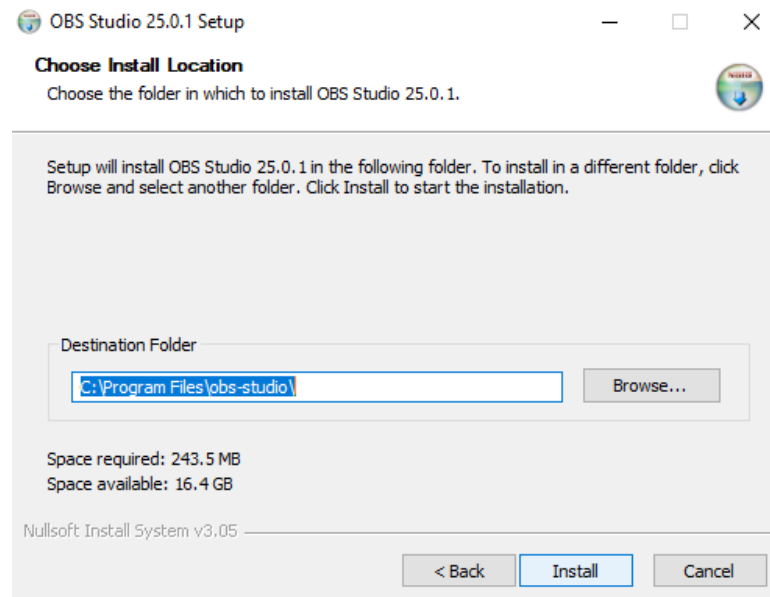 OBS Studio 25.0.1 Setup
Choose Install Location
Choose the folder in which to install OBS Studio 25.0.1.
Setup will install OBS Studio 25.0.1 in the following folder. To install in a different folder, click
Browse and select another folder. Click Install to start the installation.
Destination Folder
C:\Program Files\obs-studio\
Browse...
Space required: 243.5 MB
Space available: 16.4 GB
Nullsoft Install System v3.05
< Back
Install
Cancel